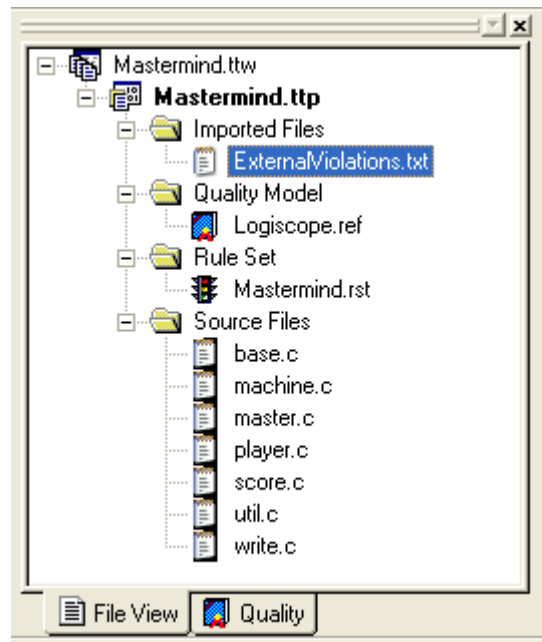 Mastermind.ttw
Mastermind.ttp
Imported Files
ExternalViolations.txt
Quality Model
Logiscope.ref
Rule Set
Mastermind.rst
Source Files
base.c
machine.c
master.c
player.c
score.c
util.c
write.c
File View Quality